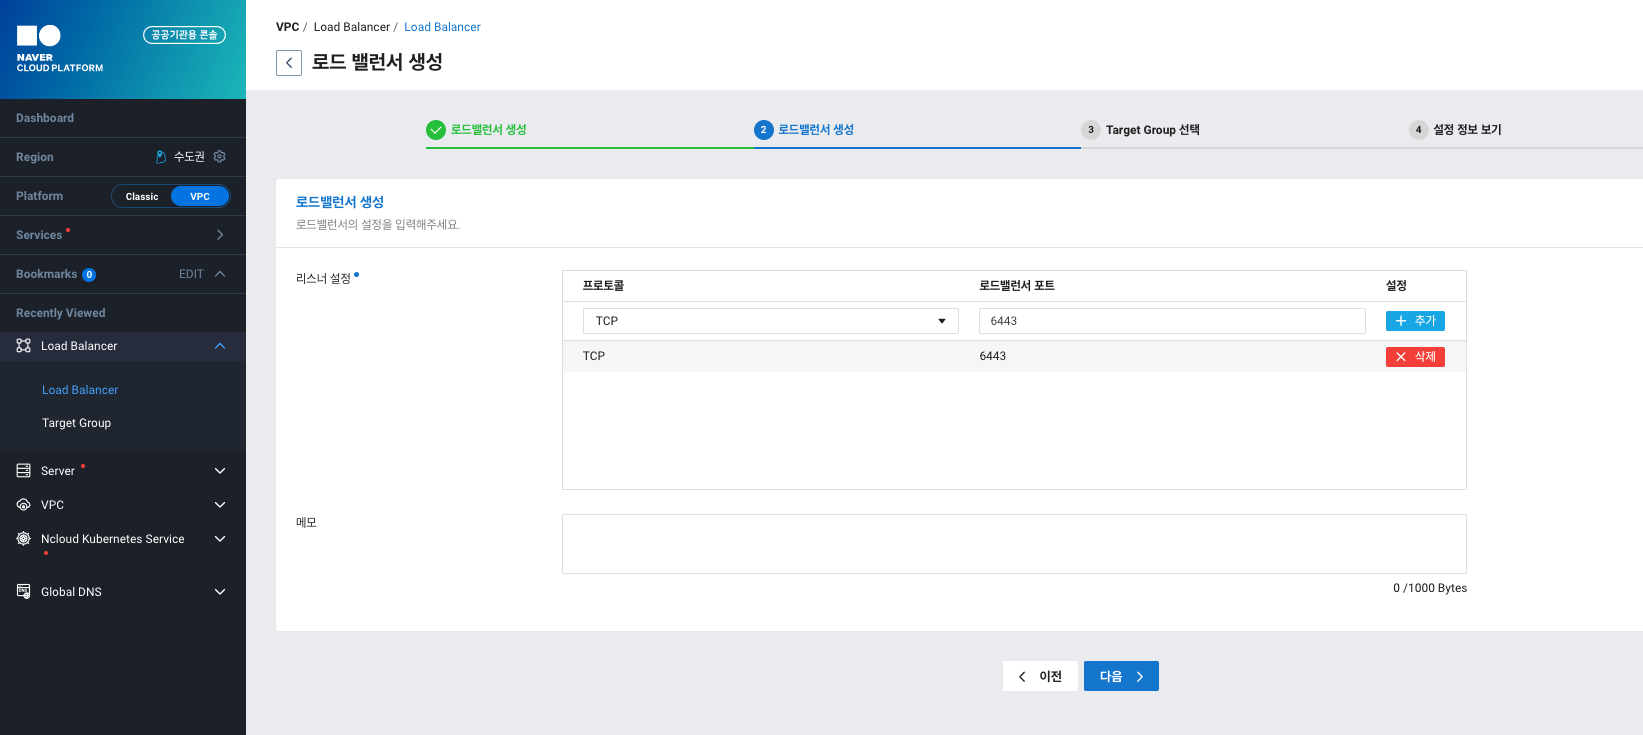 NAVER
CLOUD PLATFORM
공공기관용 콘솔
Dashboard
Region
수도권
Platform
Classic
VPC
Services
Bookmarks 0
EDIT
Recently Viewed
Load Balancer
Load Balancer
Target Group
Server
VPC
Ncloud Kubernetes Service
Global DNS
VPC / Load Balancer / Load Balancer
로드 밸런서 생성
로드밸런서 생성
2 로드밸런서 생성
3 Target Group 선택
4 설정 정보 보기
로드밸런서 생성
로드밸런서의 설정을 입력해주세요.
리스너 설정
프로토콜 로드밸런서 포트 설정
TCP 6443 추가
TCP 6443 삭제
메모
0 /1000 Bytes
이전
다음